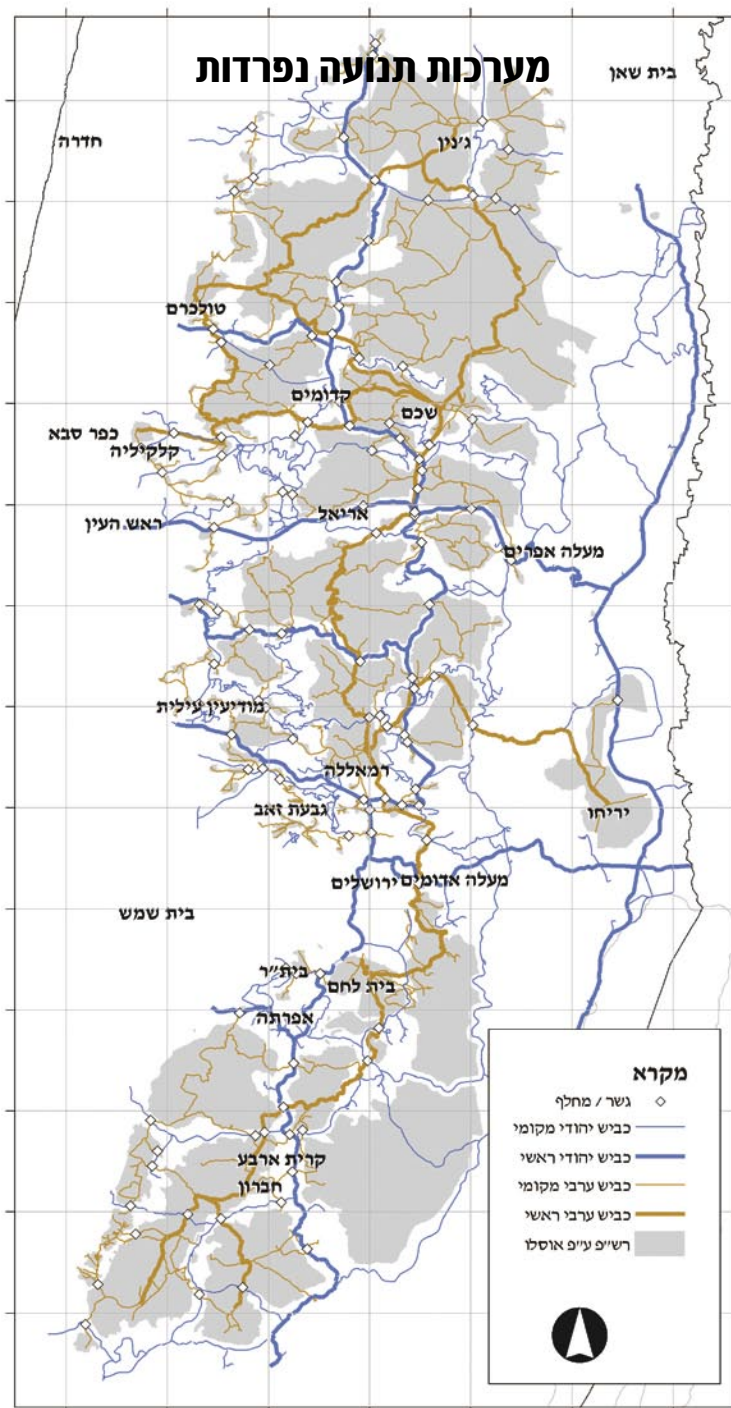 מערכות תנועה נפרדות
בית שאן
חדרה
ג'נין
טולכרם
קדומים
שכם
כפר סבא
קלקיליה
אריאל
ראש העין
מעלה אפרים
מודיעין עילית
רמאללה
גבעת זאב
יריחו
ירושלים
מעלה אדומים
בית שמש
בית"ר
בית לחם
אפרתה
קרית ארבע
חברון
מקרא
גשר / מחלף
כביש יהודי מקומי
כביש יהודי ראשי
כביש ערבי מקומי
כביש ערבי ראשי
רש"פ ע"פ אוסלו